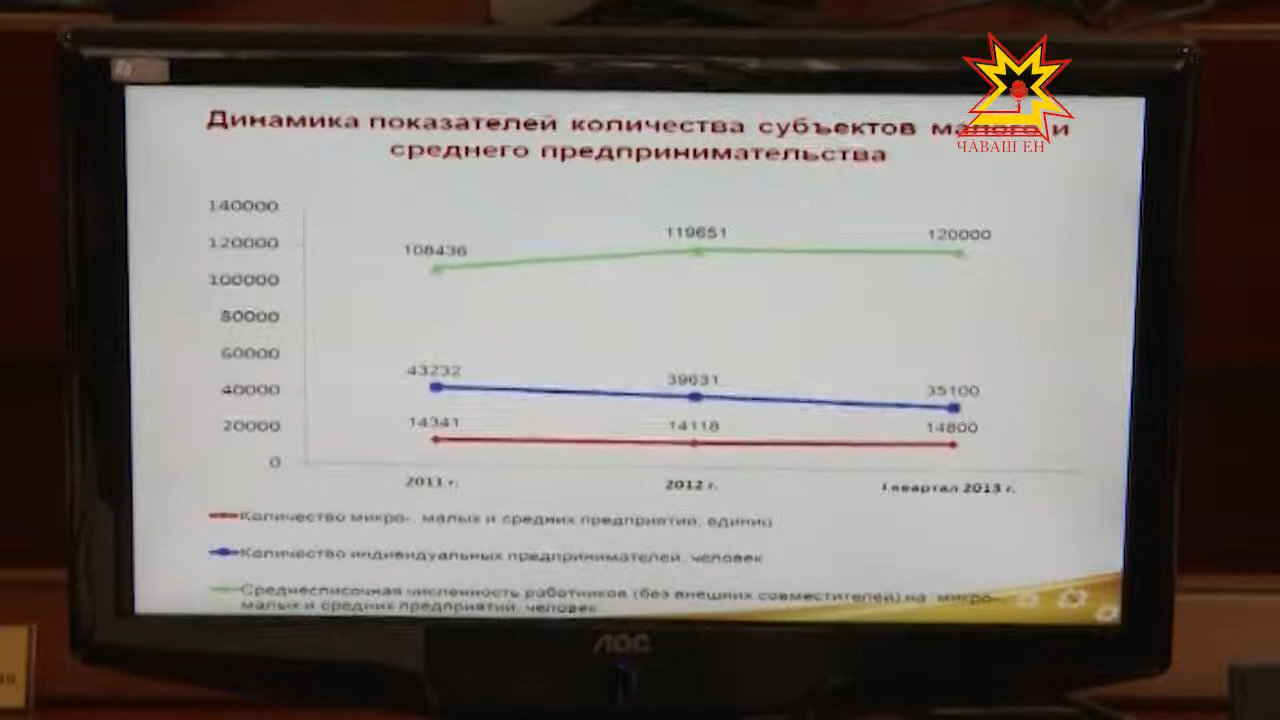 ЧӐВАШ ЕН
Динамика показателей количества субъектов малого и
среднего предпринимательства
140000
120000
100000
80000
60000
40000
20000
0
108436
119651
120000
43232
39631
35100
14341
14118
14800
2011 г.
2012 г.
I квартал 2013 г.
Количество микро-, малых и средних предприятий, единиц
Количество индивидуальных предпринимателей, человек
Среднесписочная численность работников (без внешних совместителей) на микро-
малых и средних предприятий, человек
AOC